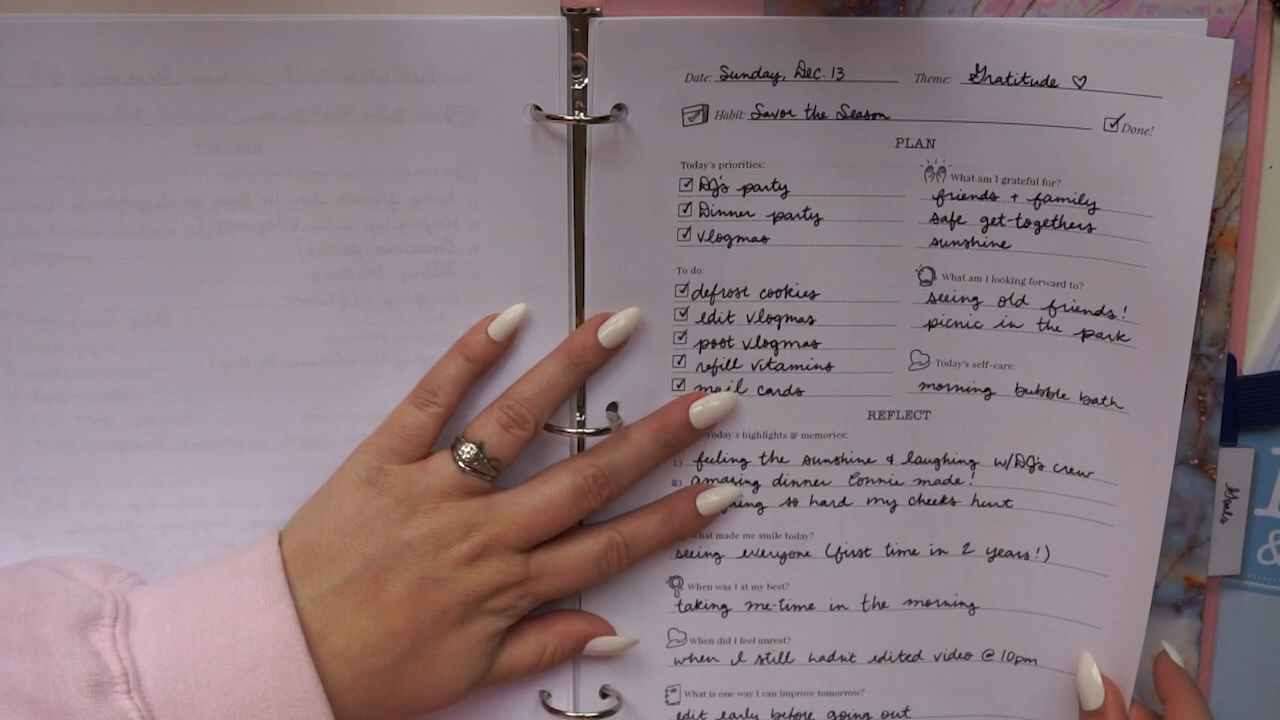 Date: Sunday, Dec. 13 Theme: Gratitude ♡
Habit: Savor the Season Done!
PLAN
Today's priorities:
DJ's party
Dinner party
Vlogmas
What am I grateful for?
friends + family
safe get-togethers
sunshine
To do:
defrost cookies
edit vlogmas
post vlogmas
refill vitamins
mail cards
What am I looking forward to?
seeing old friends!
picnic in the park
Today's self-care:
morning bubble bath
REFLECT
Today's highlights & memories:
1) feeling the sunshine & laughing w/DJ's crew
2) amazing dinner Connie made!
so hard my cheeks hurt
What made me smile today?
seeing everyone (first time in 2 years!)
When was I at my best?
taking me-time in the morning
When did I feel unrest?
when I still hadn't edited video @ 10pm
What is one way I can improve tomorrow?
edit early before going out
Goals
&